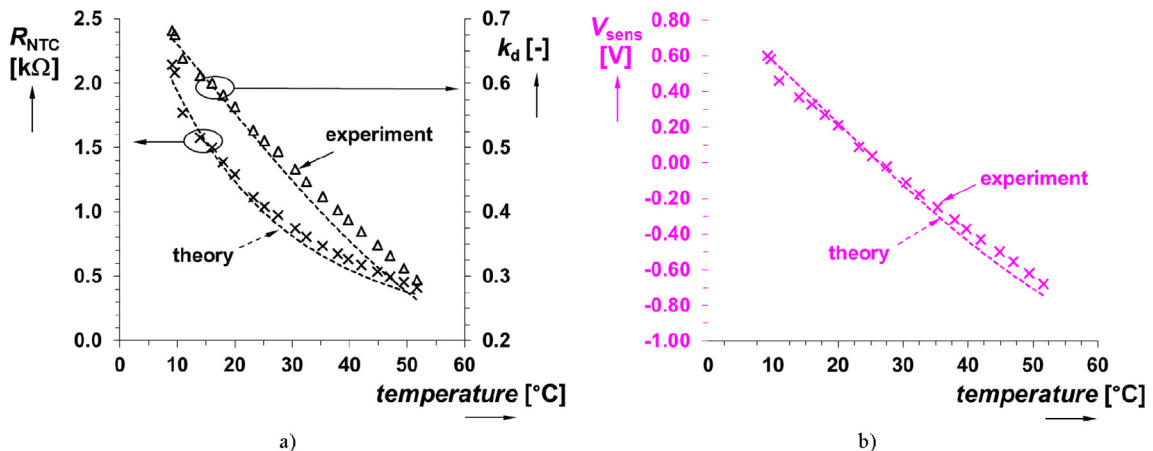 R_NTC
[kΩ]
2.5
2.0
1.5
1.0
0.5
0.0
0 10 20 30 40 50 60
temperature [°C]
k_d [-]
0.7
0.6
0.5
0.4
0.3
0.2
experiment
theory
a)
V_sens
[V]
0.80
0.60
0.40
0.20
0.00
-0.20
-0.40
-0.60
-0.80
-1.00
0 10 20 30 40 50 60
temperature [°C]
experiment
theory
b)